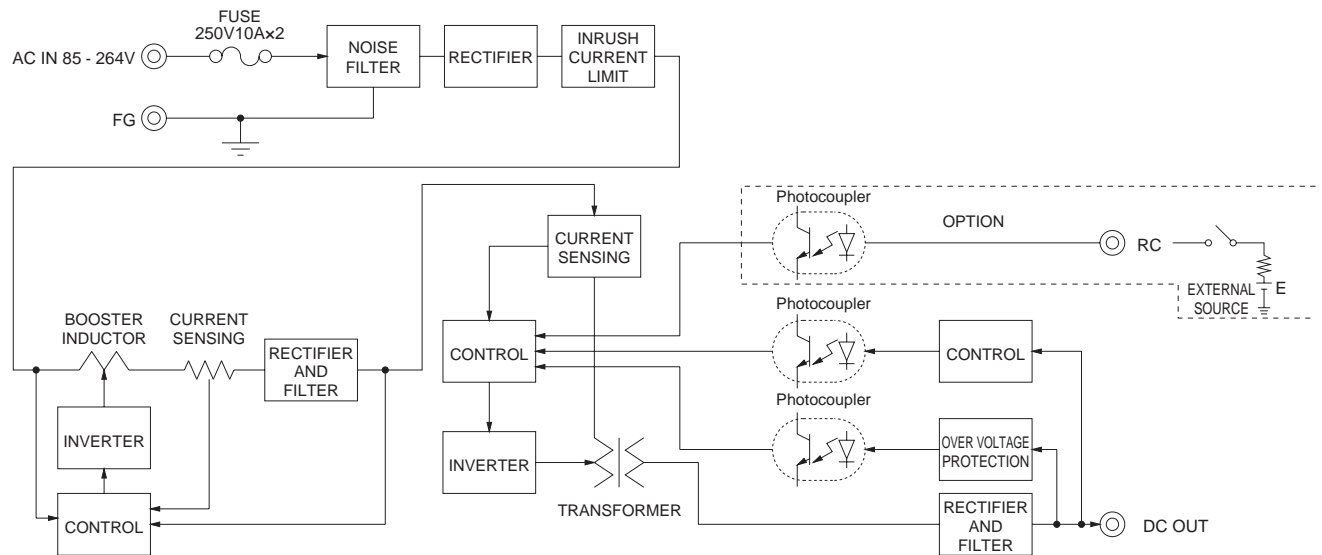 FUSE
250V10A×2
AC IN 85 - 264V
NOISE
FILTER
RECTIFIER
INRUSH
CURRENT
LIMIT
FG
Photocoupler
OPTION
RC
EXTERNAL
SOURCE
E
CURRENT
SENSING
BOOSTER
INDUCTOR
CURRENT
SENSING
RECTIFIER
AND
FILTER
CONTROL
Photocoupler
CONTROL
INVERTER
Photocoupler
OVER VOLTAGE
PROTECTION
INVERTER
TRANSFORMER
CONTROL
RECTIFIER
AND
FILTER
DC OUT